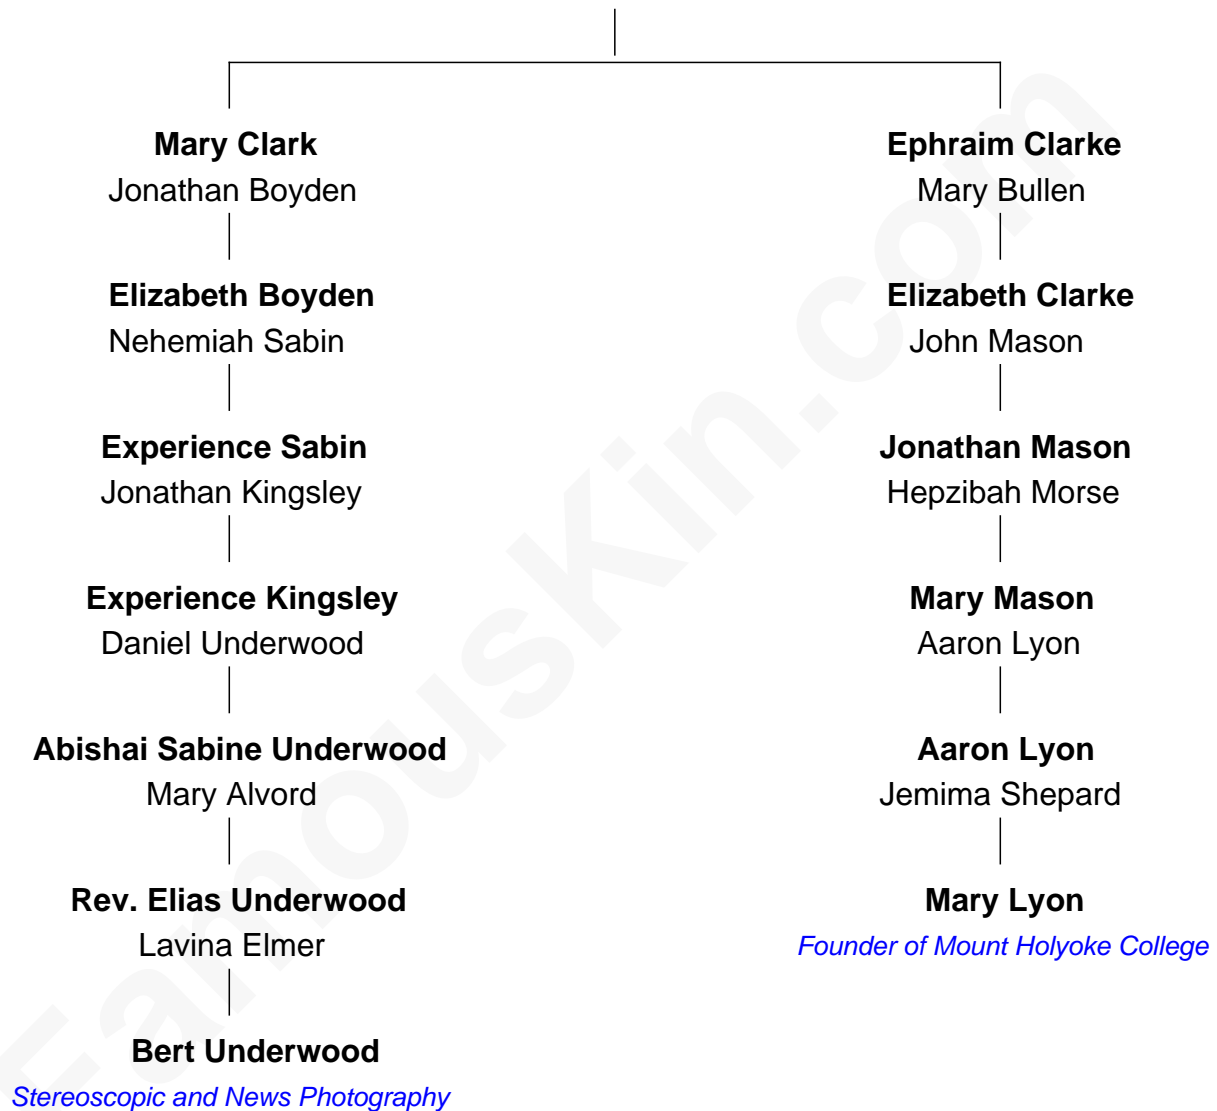 Mary Clark
Jonathan Boyden
Elizabeth Boyden
Nehemiah Sabin
Experience Sabin
Jonathan Kingsley
Experience Kingsley
Daniel Underwood
Abishai Sabine Underwood
Mary Alvord
Rev. Elias Underwood
Lavina Elmer
Bert Underwood
Stereoscopic and News Photography
Ephraim Clarke
Mary Bullen
Elizabeth Clarke
John Mason
Jonathan Mason
Hepzibah Morse
Mary Mason
Aaron Lyon
Aaron Lyon
Jemima Shepard
Mary Lyon
Founder of Mount Holyoke College
FamousKin.com